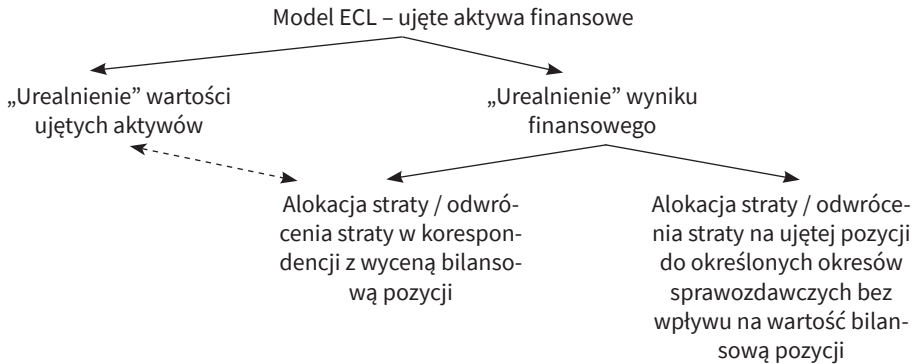 Model ECL – ujęte aktywa finansowe
„Urealnienie” wartości
ujętych aktywów
„Urealnienie” wyniku
finansowego
Alokacja straty / odwró-
cenia straty w korespon-
dencji z wyceną bilanso-
wą pozycji
Alokacja straty / odwróce-
nia straty na ujętej pozycji
do określonych okresów
sprawozdawczych bez
wpływu na wartość bilan-
sową pozycji